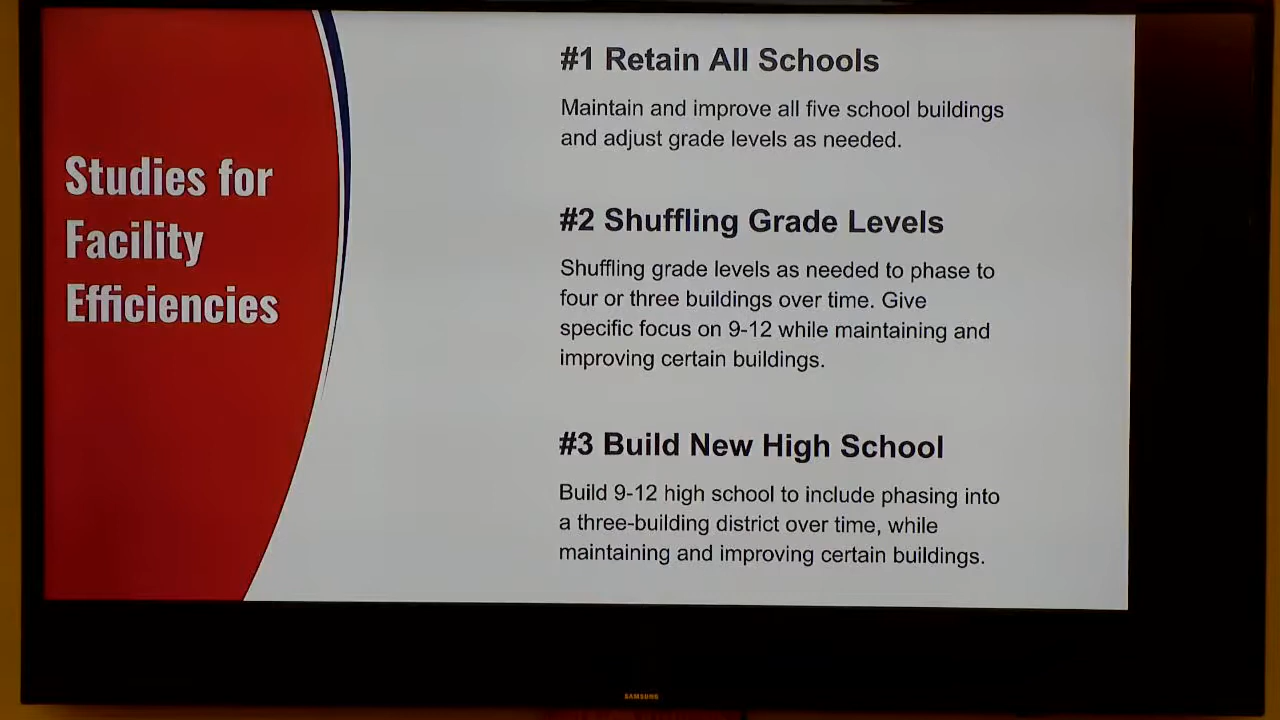 Studies for
Facility
Efficiencies
#1 Retain All Schools
Maintain and improve all five school buildings
and adjust grade levels as needed.
#2 Shuffling Grade Levels
Shuffling grade levels as needed to phase to
four or three buildings over time. Give
specific focus on 9-12 while maintaining and
improving certain buildings.
#3 Build New High School
Build 9-12 high school to include phasing into
a three-building district over time, while
maintaining and improving certain buildings.
SAMSUNG